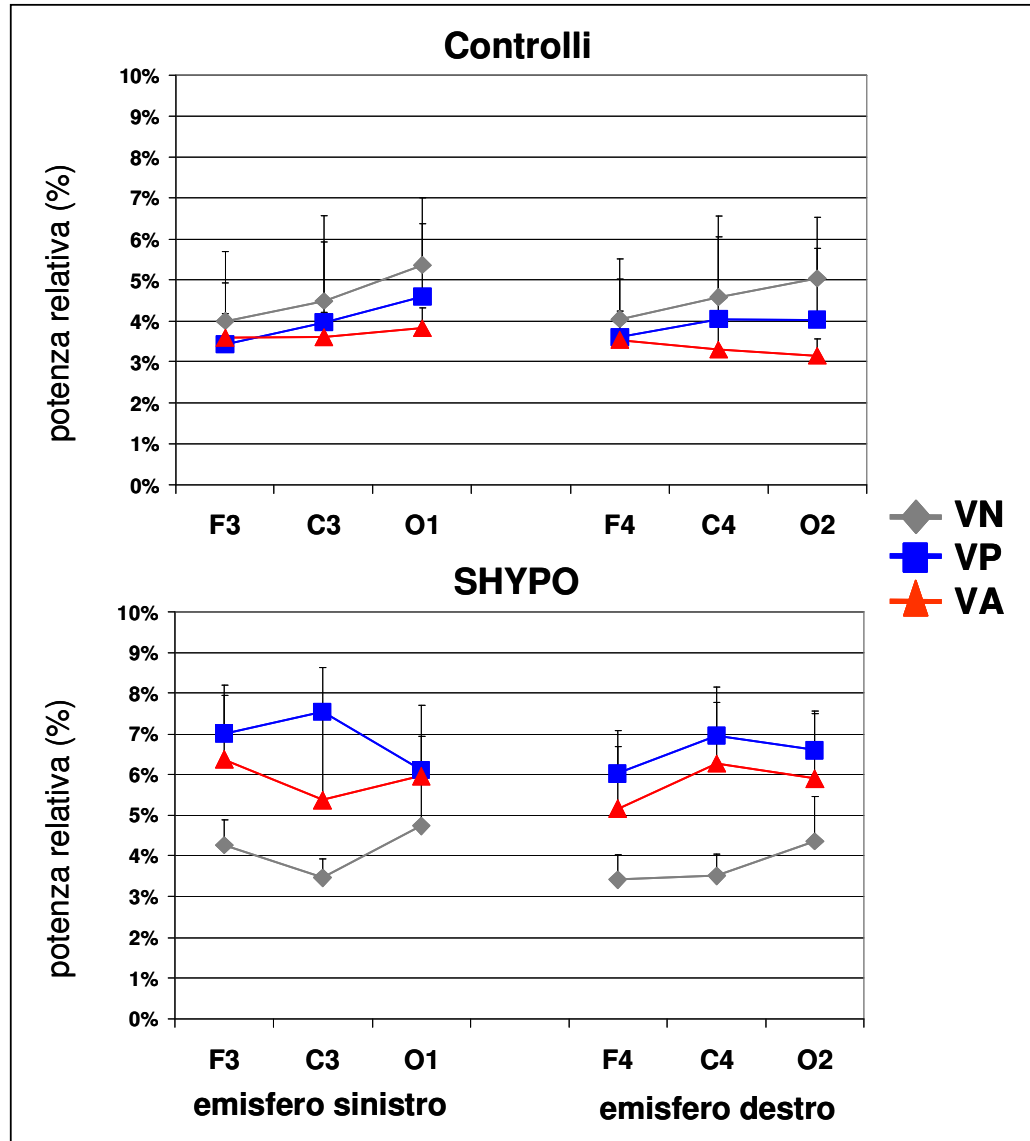 Controlli
potenza relativa (%)
10%
9%
8%
7%
6%
5%
4%
3%
2%
1%
0%
F3 C3 O1 F4 C4 O2
VN
VP
VA
SHYPO
potenza relativa (%)
10%
9%
8%
7%
6%
5%
4%
3%
2%
1%
0%
F3 C3 O1 F4 C4 O2
emisfero sinistro emisfero destro